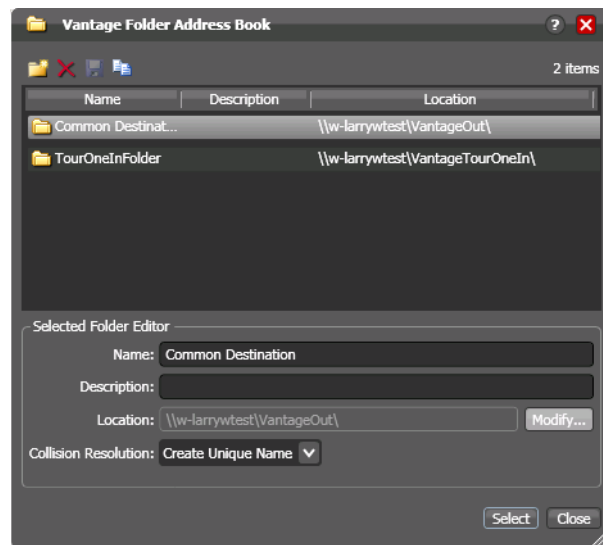 Vantage Folder Address Book ?
2 items
Name Description Location
Common Destinat... \\w-larrywtest\VantageOut\
TourOneInFolder \\w-larrywtest\VantageTourOneIn\
Selected Folder Editor
Name: Common Destination
Description:
Location: \\w-larrywtest\VantageOut\ Modify...
Collision Resolution: Create Unique Name
Select Close